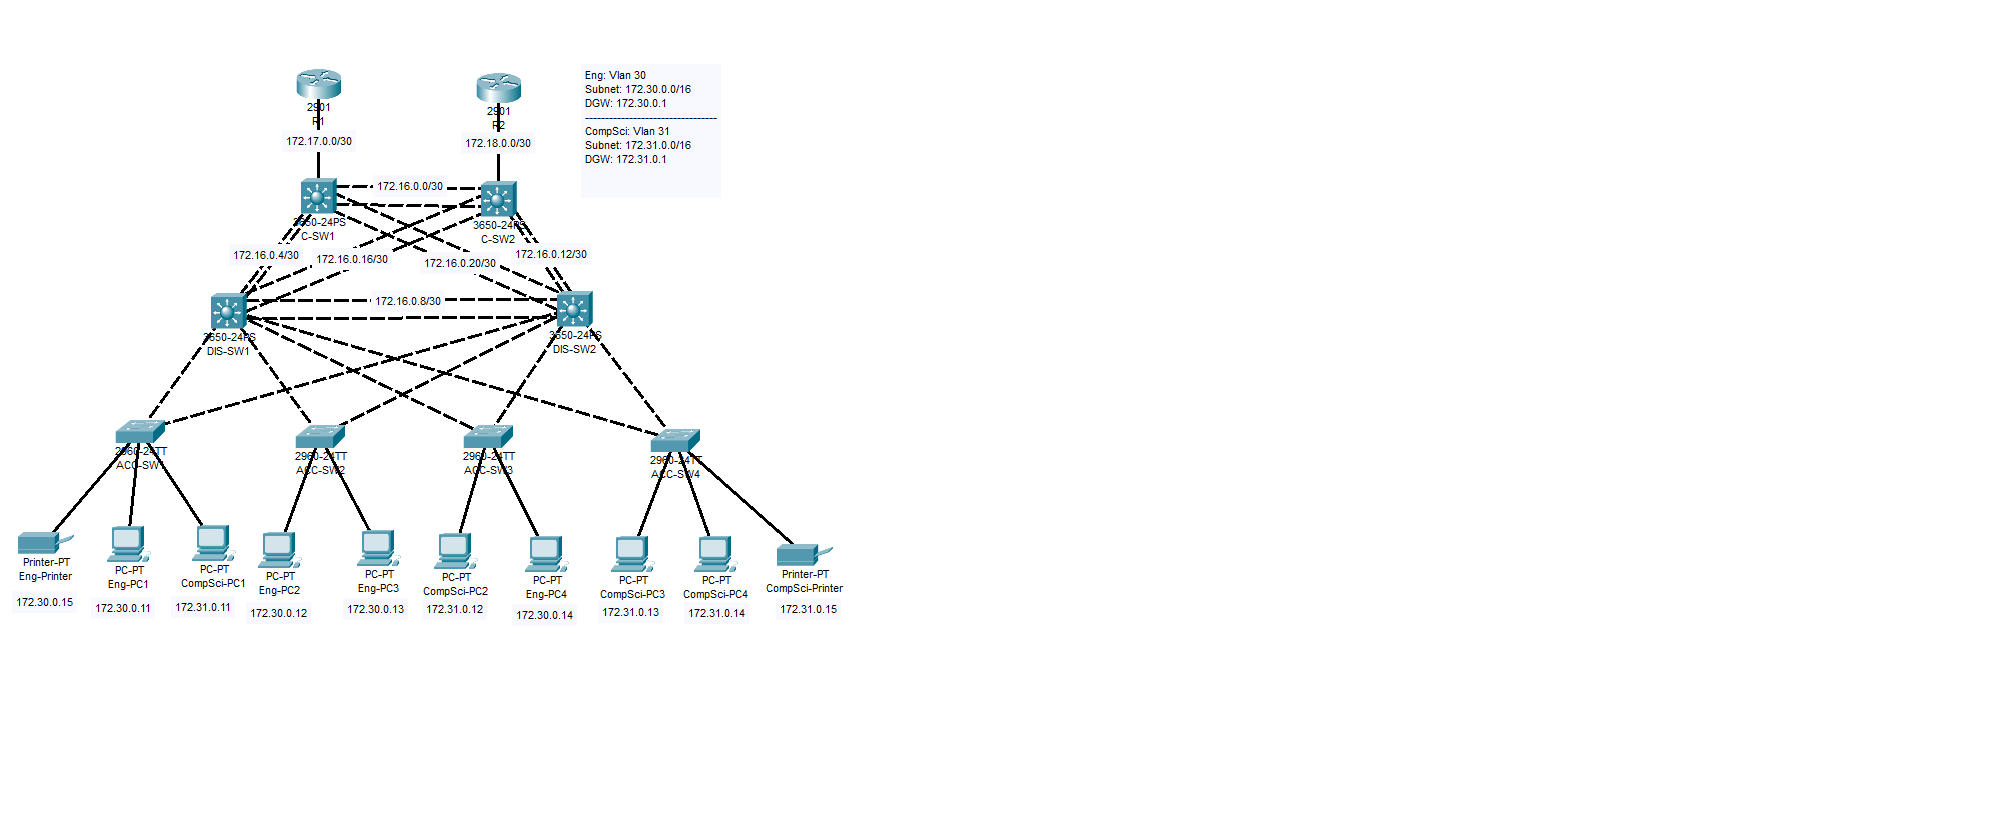 2901
R1
2901
R2
Eng: Vlan 30
Subnet: 172.30.0.0/16
DGW: 172.30.0.1
---------------------------------
CompSci: Vlan 31
Subnet: 172.31.0.0/16
DGW: 172.31.0.1
172.17.0.0/30
172.18.0.0/30
172.16.0.0/30
3650-24PS
C-SW1
3650-24PS
C-SW2
172.16.0.4/30
172.16.0.16/30
172.16.0.20/30
172.16.0.12/30
172.16.0.8/30
3650-24PS
DIS-SW1
3650-24PS
DIS-SW2
2960-24TT
ACC-SW1
2960-24TT
ACC-SW2
2960-24TT
ACC-SW3
2960-24TT
ACC-SW4
Printer-PT
Eng-Printer
172.30.0.15
PC-PT
Eng-PC1
172.30.0.11
PC-PT
CompSci-PC1
172.31.0.11
PC-PT
Eng-PC2
172.30.0.12
PC-PT
Eng-PC3
172.30.0.13
PC-PT
CompSci-PC2
172.31.0.12
PC-PT
Eng-PC4
172.30.0.14
PC-PT
CompSci-PC3
172.31.0.13
PC-PT
CompSci-PC4
172.31.0.14
Printer-PT
CompSci-Printer
172.31.0.15